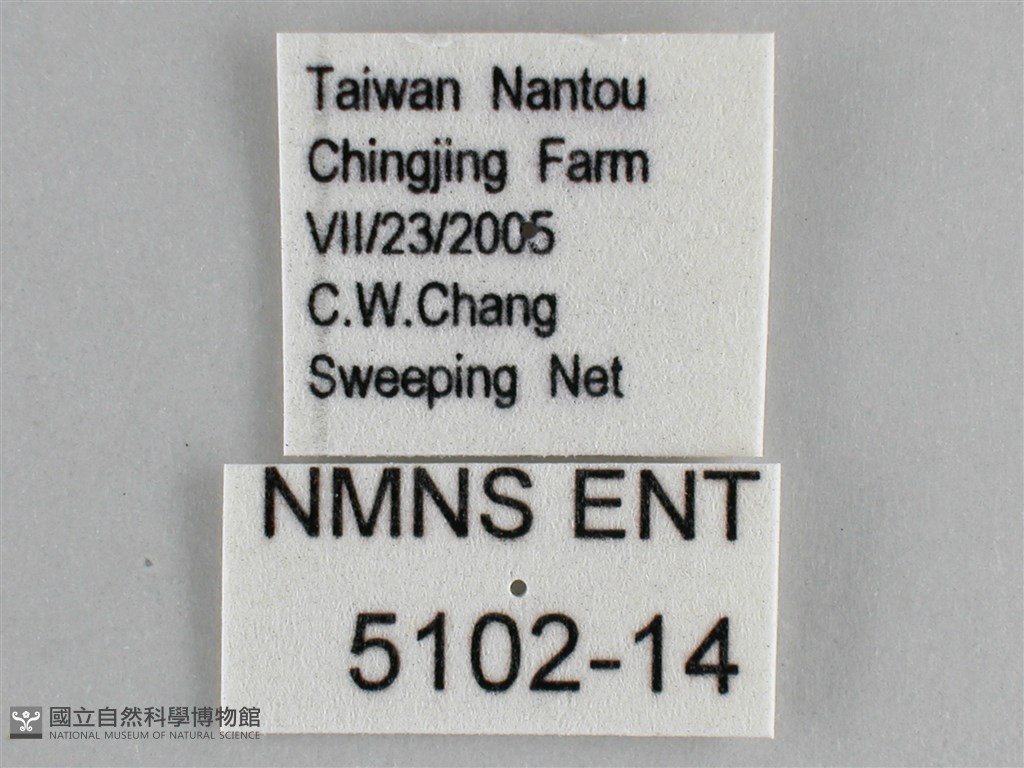 Taiwan Nantou
Chingjing Farm
VII/23/2005
C.W.Chang
Sweeping Net
NMNS ENT
5102-14
國立自然科學博物館
NATIONAL MUSEUM OF NATURAL SCIENCE